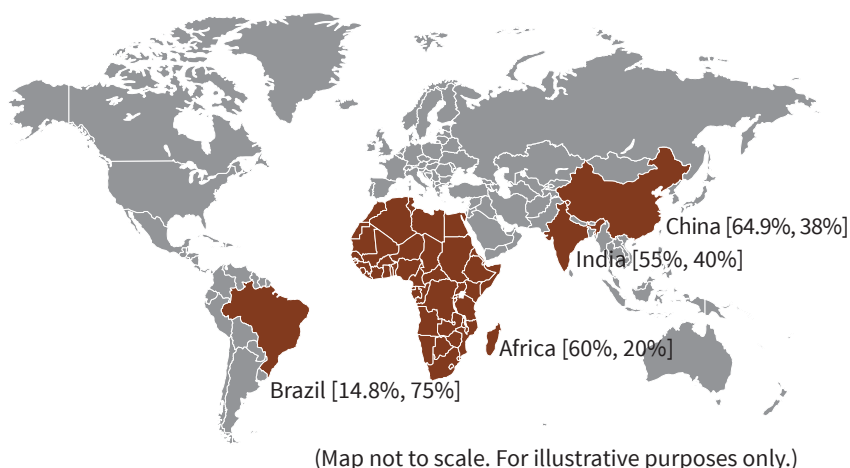 China [64.9%, 38%]
India [55%, 40%]
Africa [60%, 20%]
Brazil [14.8%, 75%]
(Map not to scale. For illustrative purposes only.)